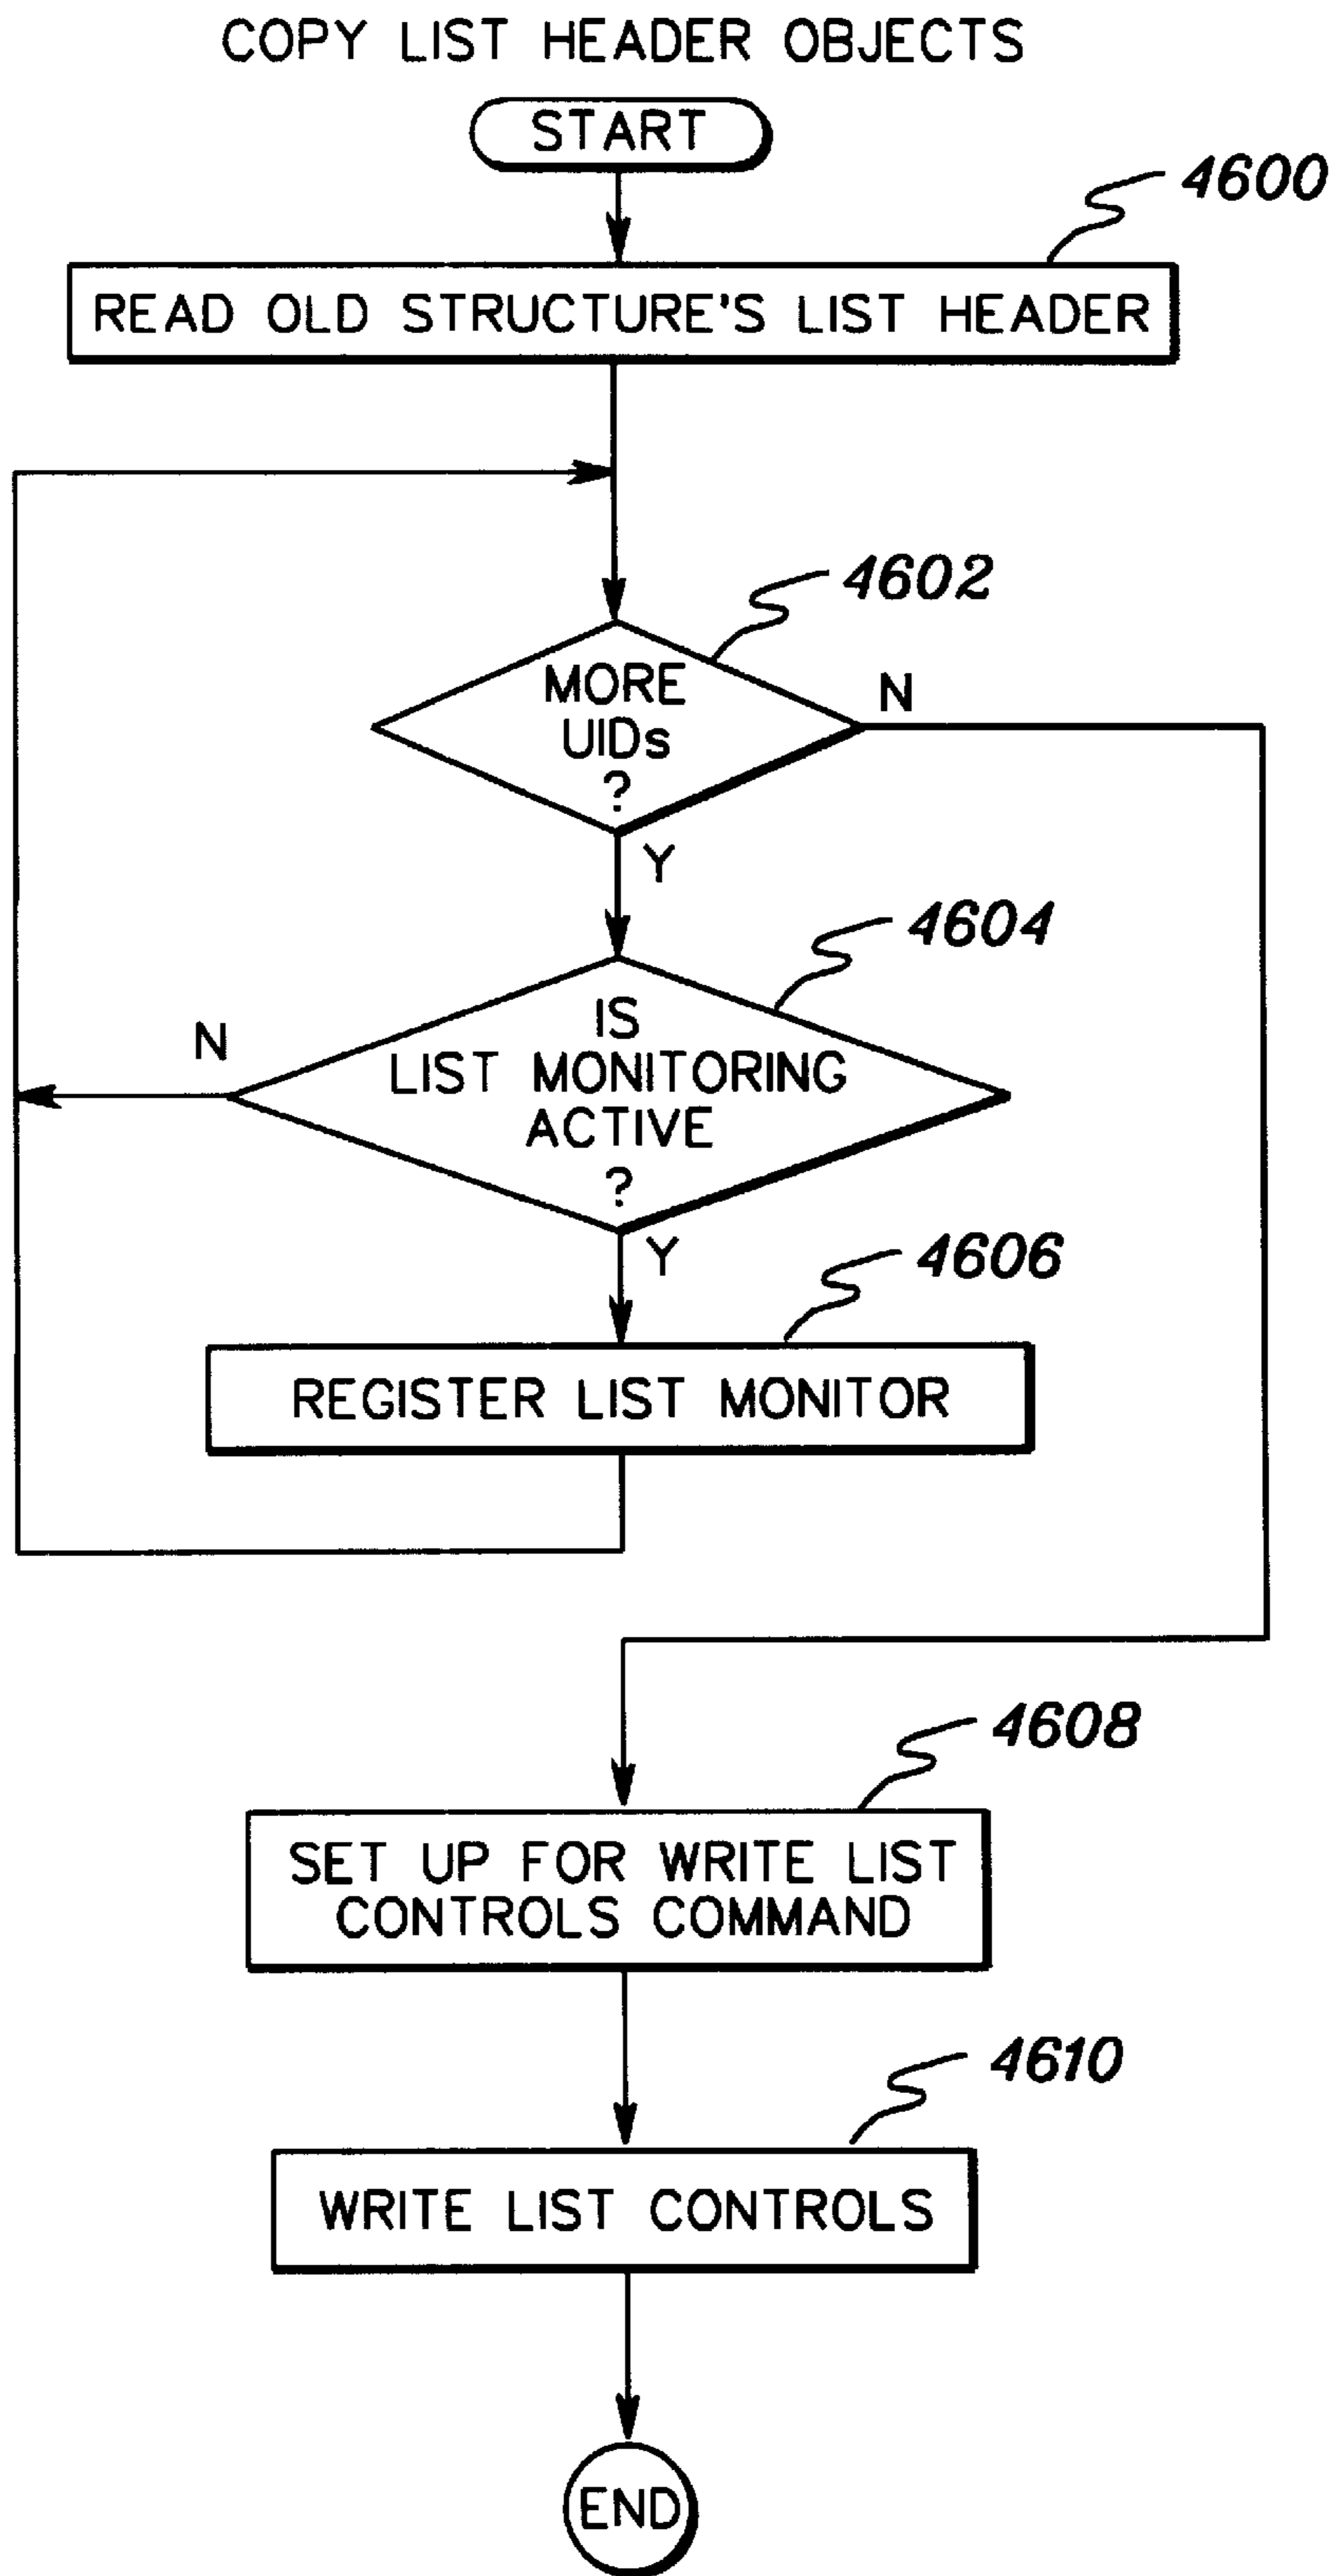 COPY LIST HEADER OBJECTS
START
4600
READ OLD STRUCTURE'S LIST HEADER
4602
MORE
UIDs
?
N
Y
4604
IS
LIST MONITORING
ACTIVE
?
N
Y
4606
REGISTER LIST MONITOR
4608
SET UP FOR WRITE LIST
CONTROLS COMMAND
4610
WRITE LIST CONTROLS
END